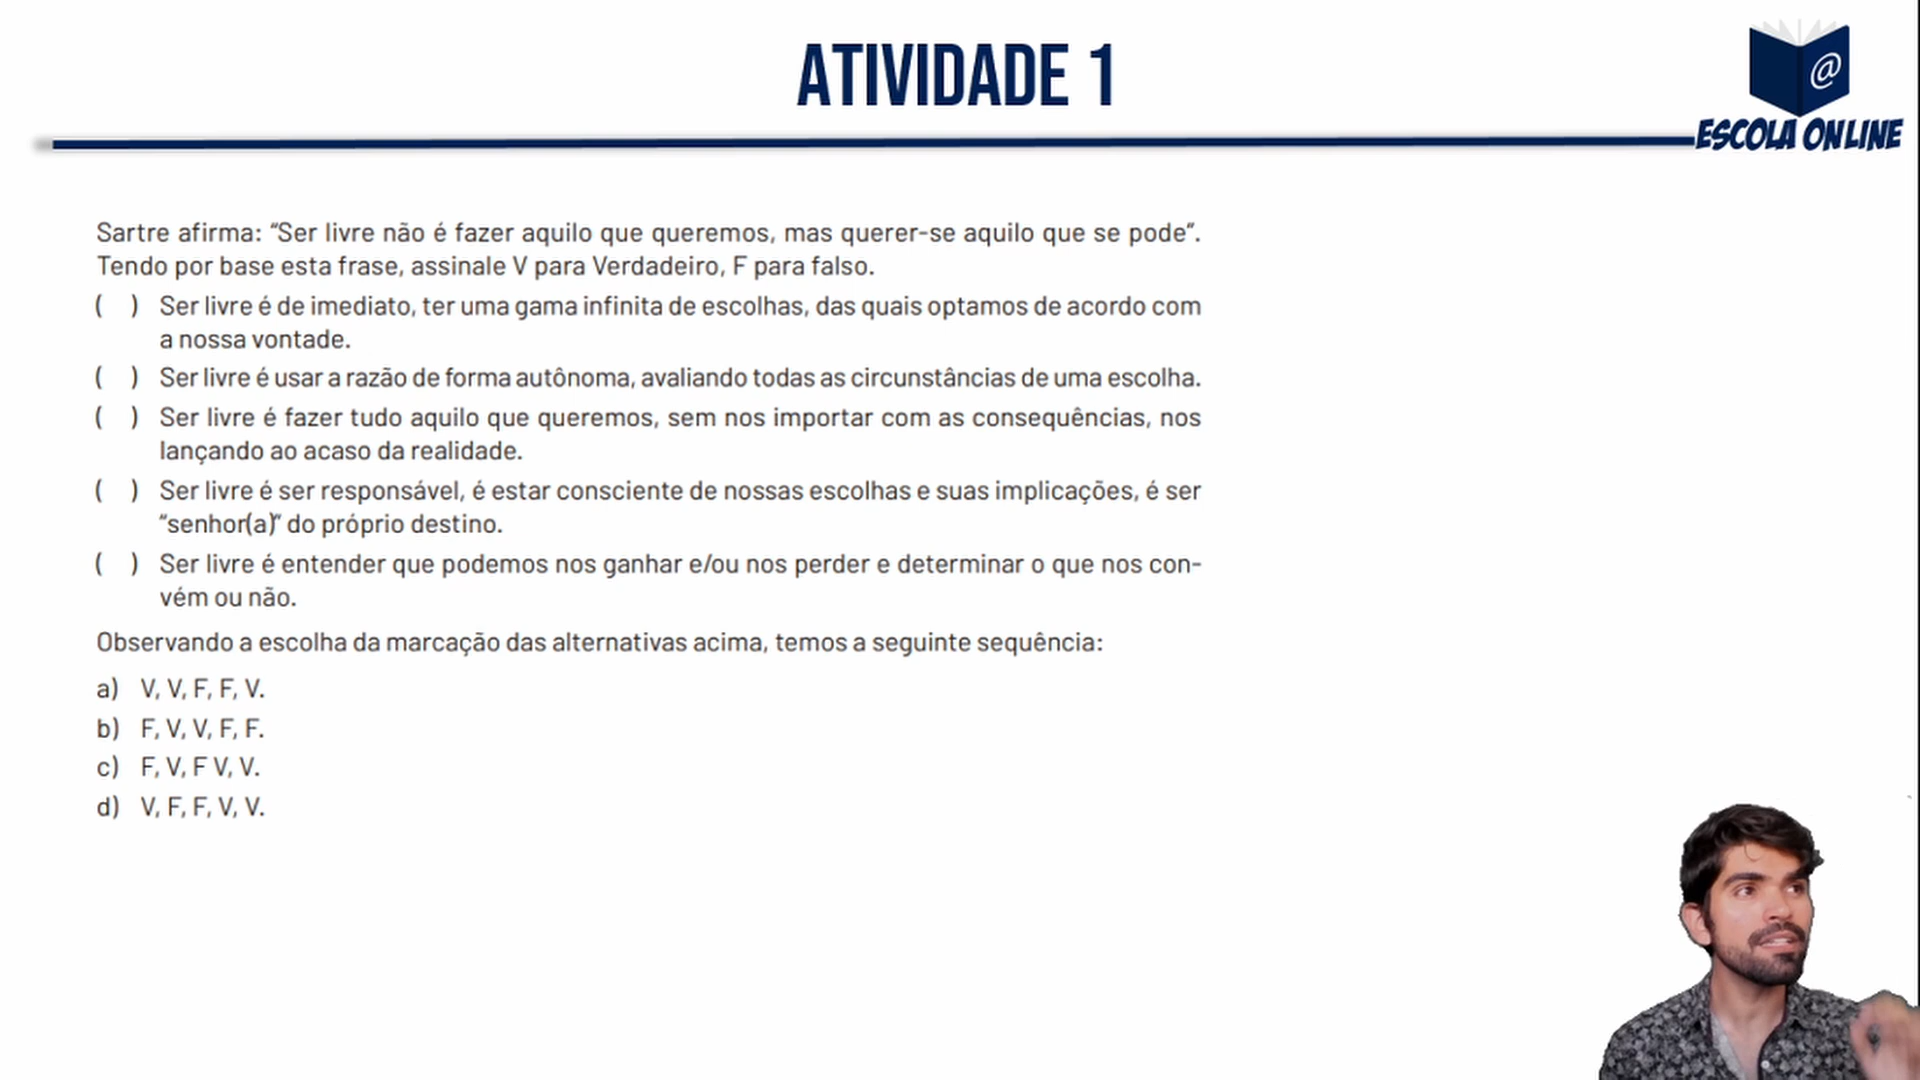 ATIVIDADE 1
@
ESCOLA ONLINE
Sartre afirma: “Ser livre não é fazer aquilo que queremos, mas querer-se aquilo que se pode”.
Tendo por base esta frase, assinale V para Verdadeiro, F para falso.
( ) Ser livre é de imediato, ter uma gama infinita de escolhas, das quais optamos de acordo com
a nossa vontade.
( ) Ser livre é usar a razão de forma autônoma, avaliando todas as circunstâncias de uma escolha.
( ) Ser livre é fazer tudo aquilo que queremos, sem nos importar com as consequências, nos
lançando ao acaso da realidade.
( ) Ser livre é ser responsável, é estar consciente de nossas escolhas e suas implicações, é ser
“senhor(a)” do próprio destino.
( ) Ser livre é entender que podemos nos ganhar e/ou nos perder e determinar o que nos con-
vém ou não.
Observando a escolha da marcação das alternativas acima, temos a seguinte sequência:
a) V, V, F, F, V.
b) F, V, V, F, F.
c) F, V, F V, V.
d) V, F, F, V, V.